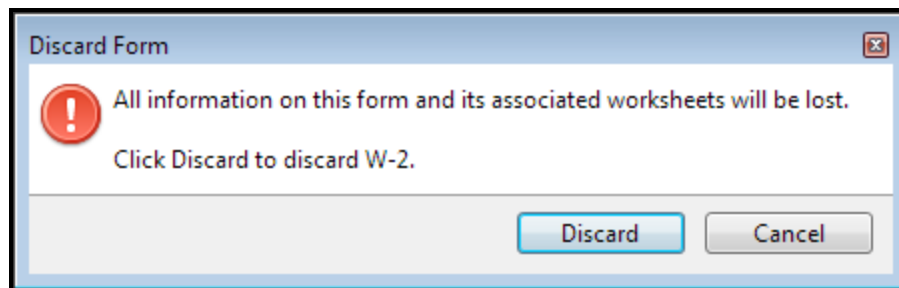 Discard Form
All information on this form and its associated worksheets will be lost.
Click Discard to discard W-2.
Discard
Cancel